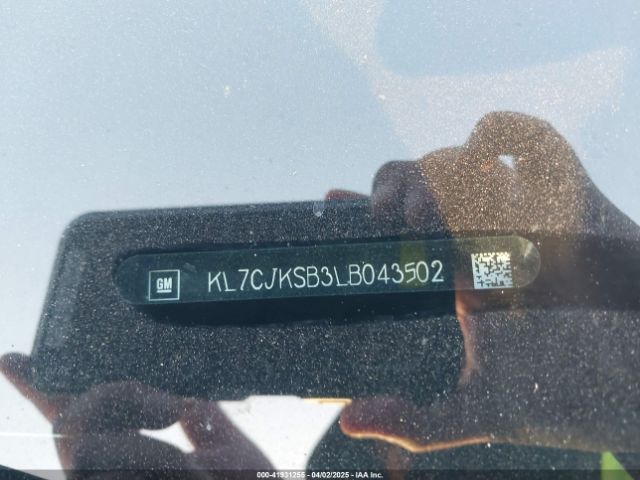 GM KL7CJKSB3LB043502
000-41931255 - 04/02/2025 - IAA Inc.